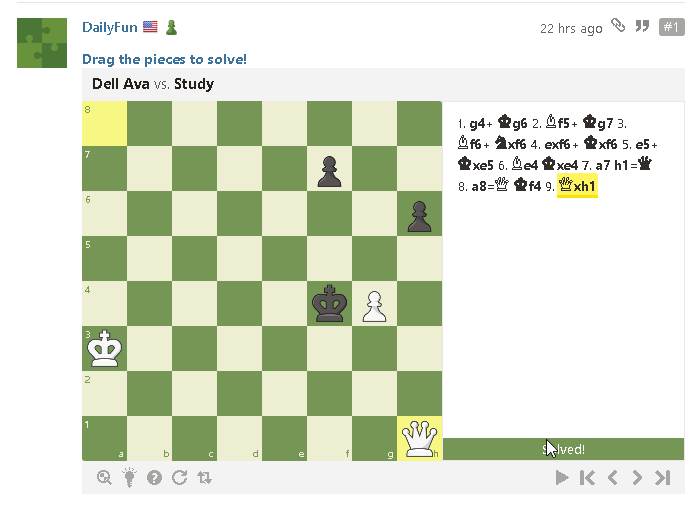 DailyFun
22 hrs ago #1
Drag the pieces to solve!
Dell Ava vs. Study
8
7
6
5
4
3
2
1
a b c d e f g h
1. g4+ ♚g6 2. ♗f5+ ♚g7 3.
♗f6+ ♞xf6 4. exf6+ ♚xf6 5. e5+
♚xe5 6. ♗e4 ♚xe4 7. a7 h1=♛
8. a8=♕ ♚f4 9. ♕xh1
Solved!